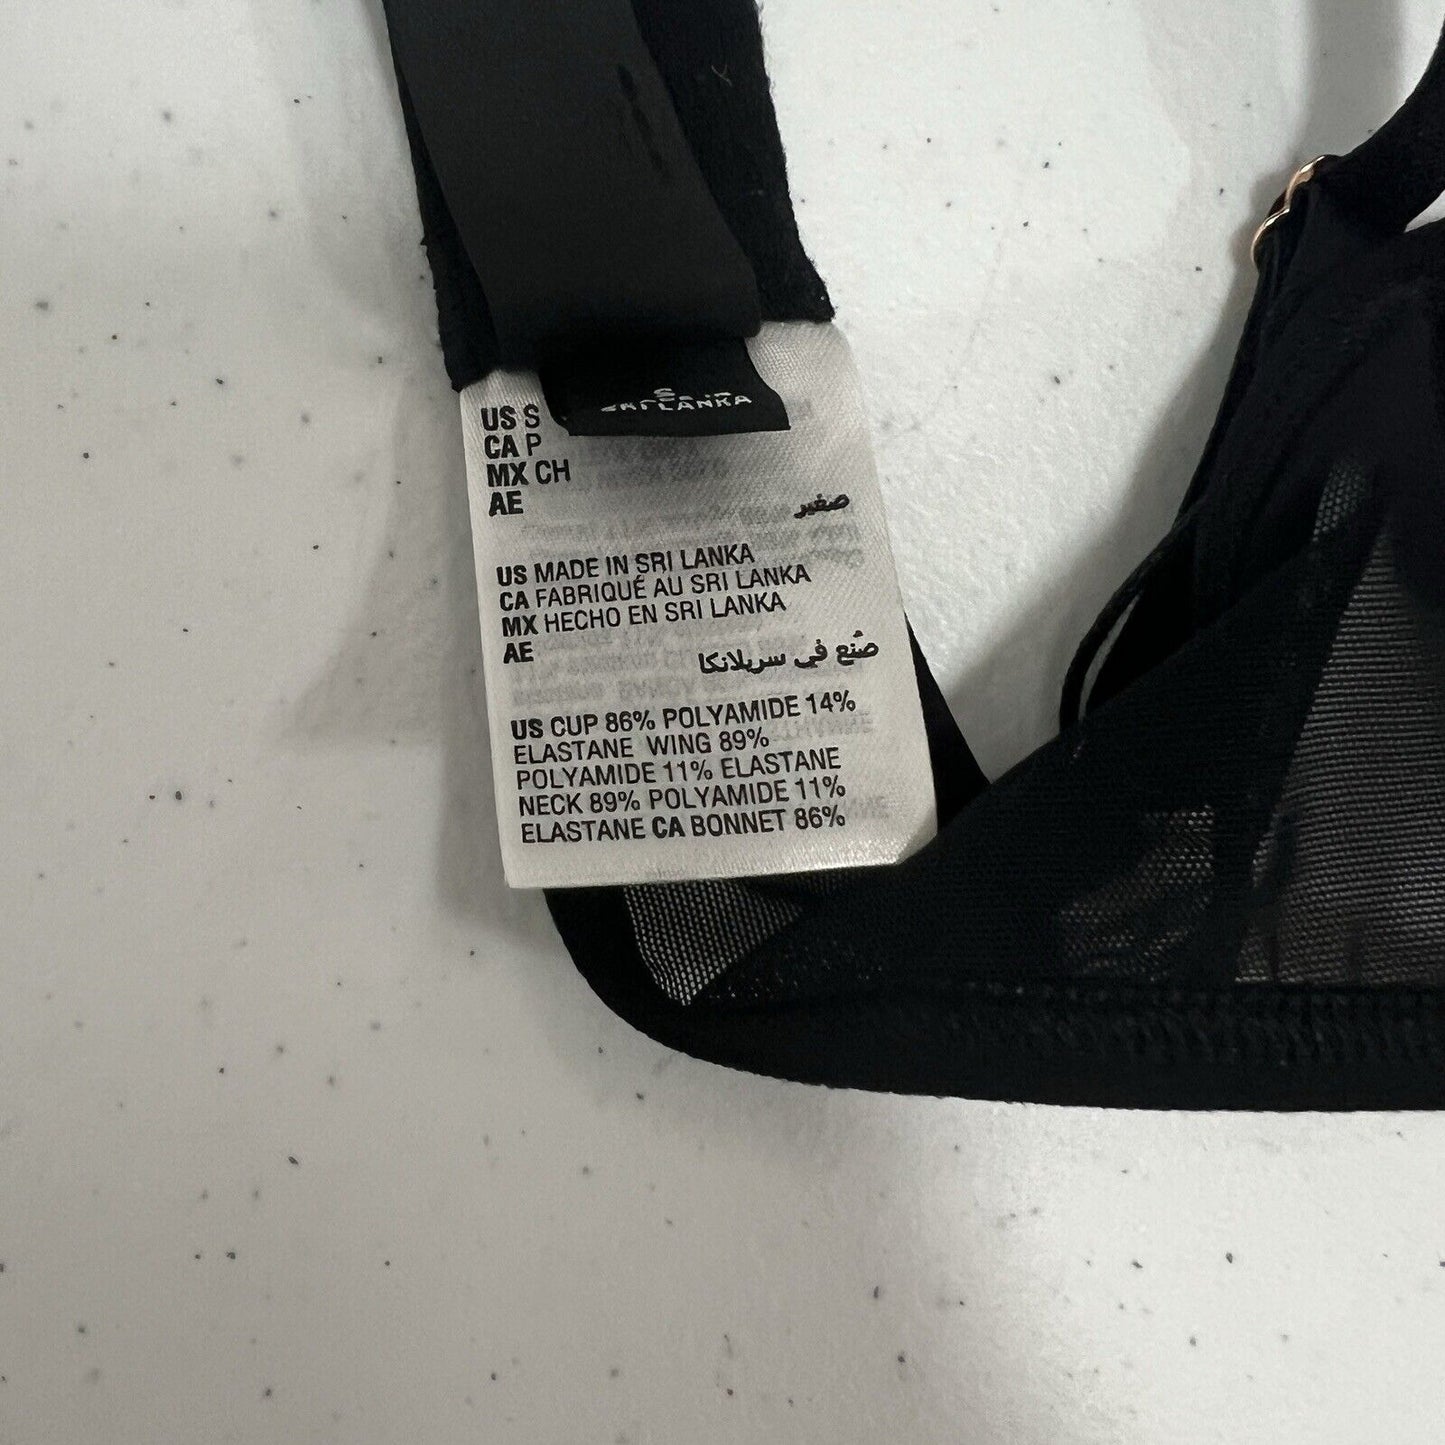 S
SRI LANKA
US S
CA P
MX CH
AE
صغير
US MADE IN SRI LANKA
CA FABRIQUÉ AU SRI LANKA
MX HECHO EN SRI LANKA
AE
صُنع في سريلانكا
US CUP 86% POLYAMIDE 14%
ELASTANE WING 89%
POLYAMIDE 11% ELASTANE
NECK 89% POLYAMIDE 11%
ELASTANE CA BONNET 86%